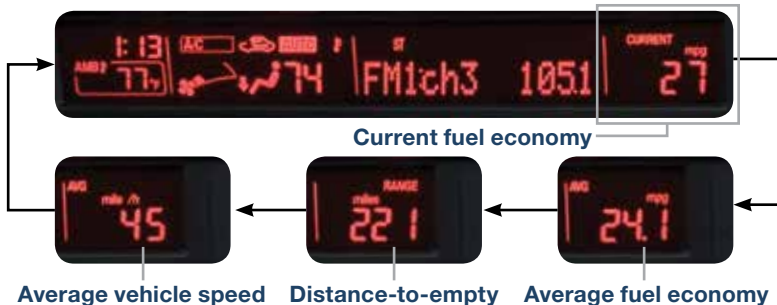 1:13 A/C AUTO ST CURRENT mpg
AMB 77°F 74 FM1ch3 105.1 27
Current fuel economy
AVG mile/h 45
RANGE miles 221
AVG mpg 24.1
Average vehicle speed Distance-to-empty Average fuel economy